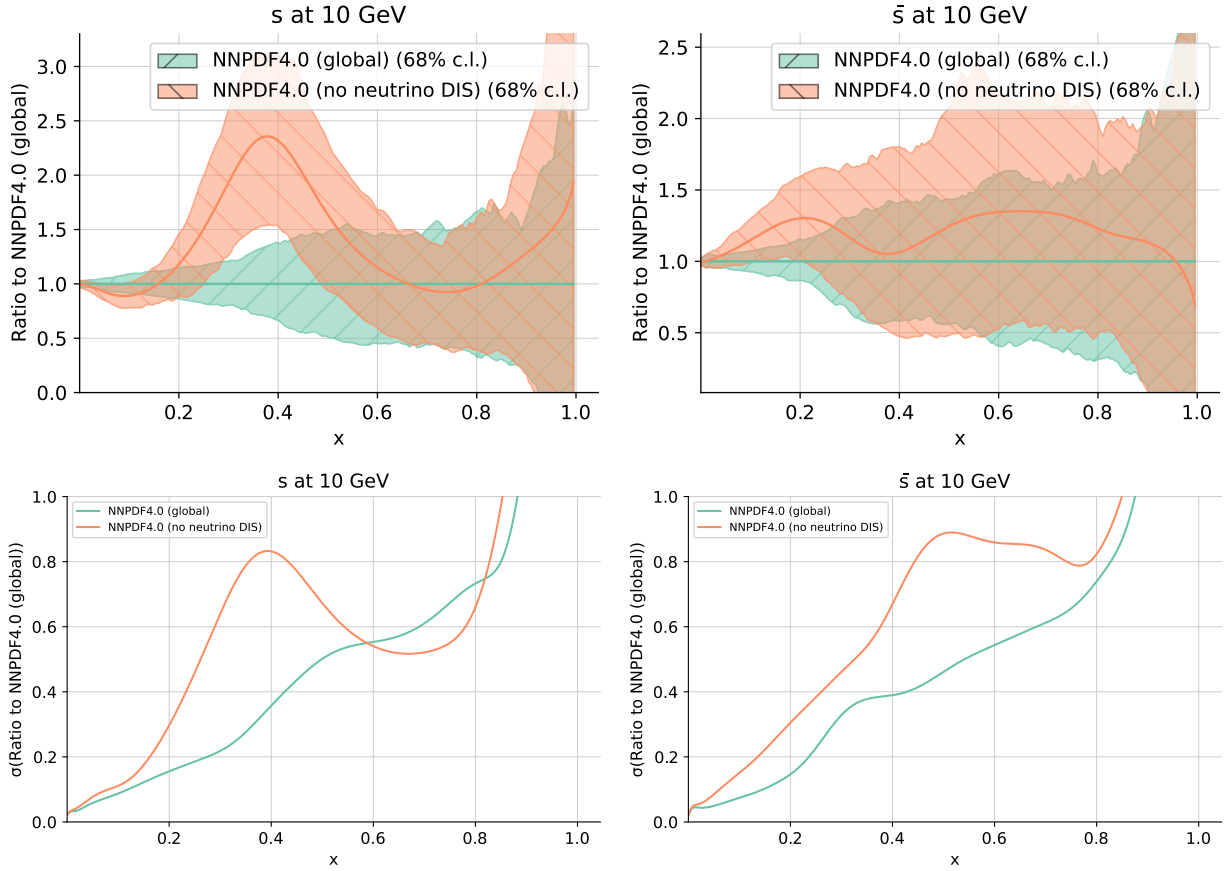 s at 10 GeV
NNPDF4.0 (global) (68% c.l.)
NNPDF4.0 (no neutrino DIS) (68% c.l.)
Ratio to NNPDF4.0 (global)
3.0
2.5
2.0
1.5
1.0
0.5
0.0
0.2
0.4
0.6
0.8
1.0
x
s̄ at 10 GeV
NNPDF4.0 (global) (68% c.l.)
NNPDF4.0 (no neutrino DIS) (68% c.l.)
Ratio to NNPDF4.0 (global)
2.5
2.0
1.5
1.0
0.5
0.2
0.4
0.6
0.8
1.0
x
s at 10 GeV
NNPDF4.0 (global)
NNPDF4.0 (no neutrino DIS)
σ(Ratio to NNPDF4.0 (global))
1.0
0.8
0.6
0.4
0.2
0.0
0.2
0.4
0.6
0.8
1.0
x
s̄ at 10 GeV
NNPDF4.0 (global)
NNPDF4.0 (no neutrino DIS)
σ(Ratio to NNPDF4.0 (global))
1.0
0.8
0.6
0.4
0.2
0.0
0.2
0.4
0.6
0.8
1.0
x